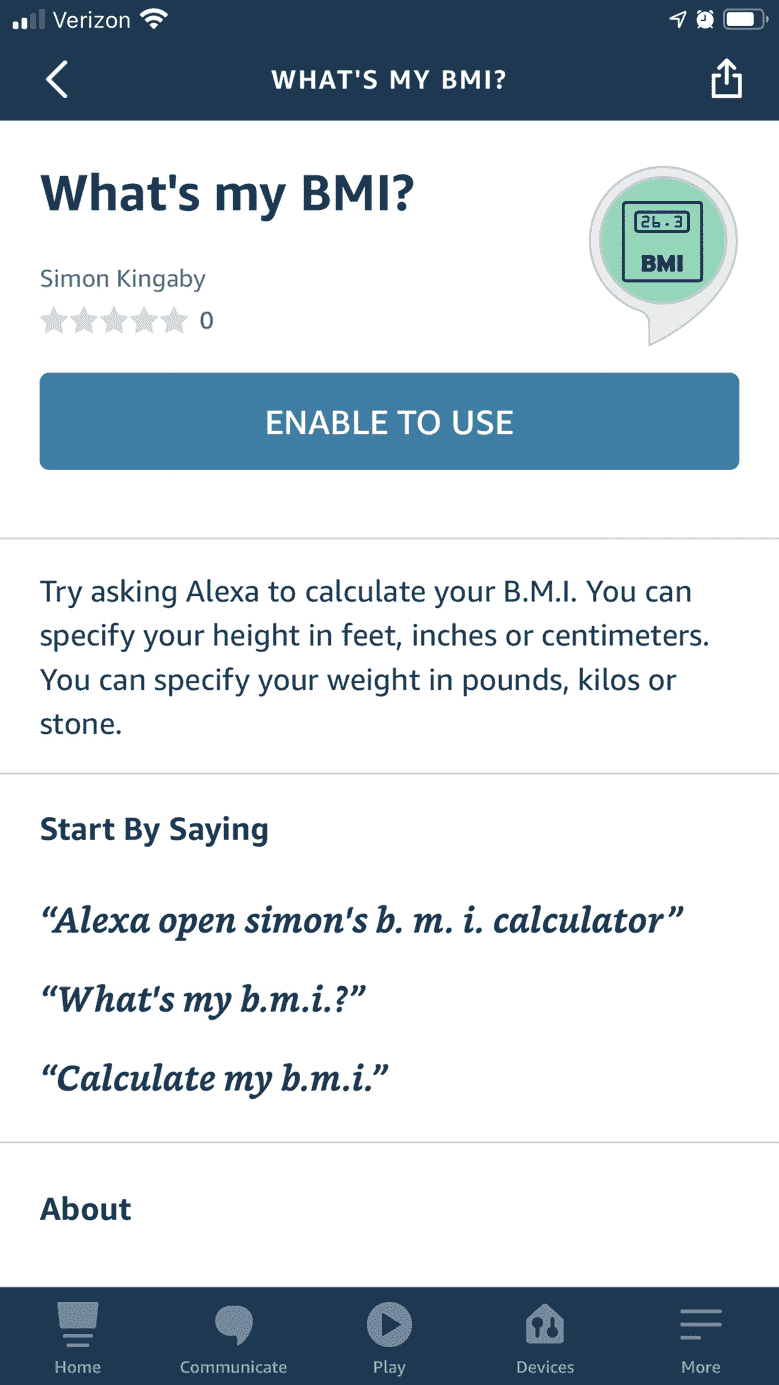 Verizon
WHAT'S MY BMI?
What's my BMI?
26.3
BMI
Simon Kingaby
0
ENABLE TO USE
Try asking Alexa to calculate your B.M.I. You can
specify your height in feet, inches or centimeters.
You can specify your weight in pounds, kilos or
stone.
Start By Saying
“Alexa open simon's b. m. i. calculator”
“What's my b.m.i.?”
“Calculate my b.m.i.”
About
Home Communicate Play Devices More